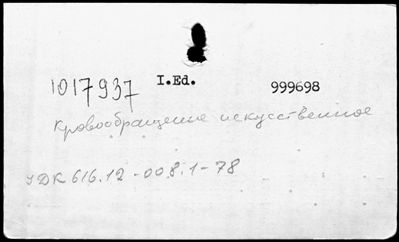 1017937 I.Ed. 999698
Кровообращение искусственное
УДК 616.12-008.1-78